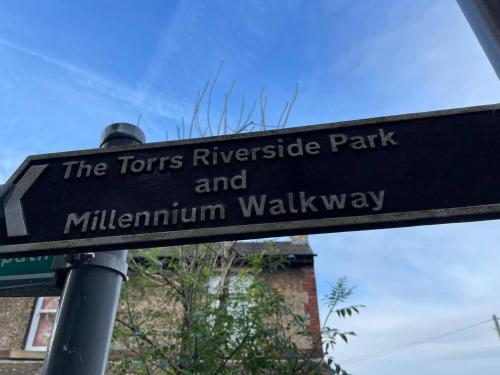 The Torrs Riverside Park
and
Millennium Walkway